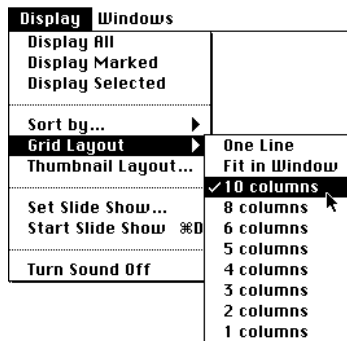 Display Windows
Display All
Display Marked
Display Selected
Sort by...
Grid Layout
Thumbnail Layout...
Set Slide Show...
Start Slide Show ⌘D
Turn Sound Off
One Line
Fit in Window
✓10 columns
8 columns
6 columns
5 columns
4 columns
3 columns
2 columns
1 columns